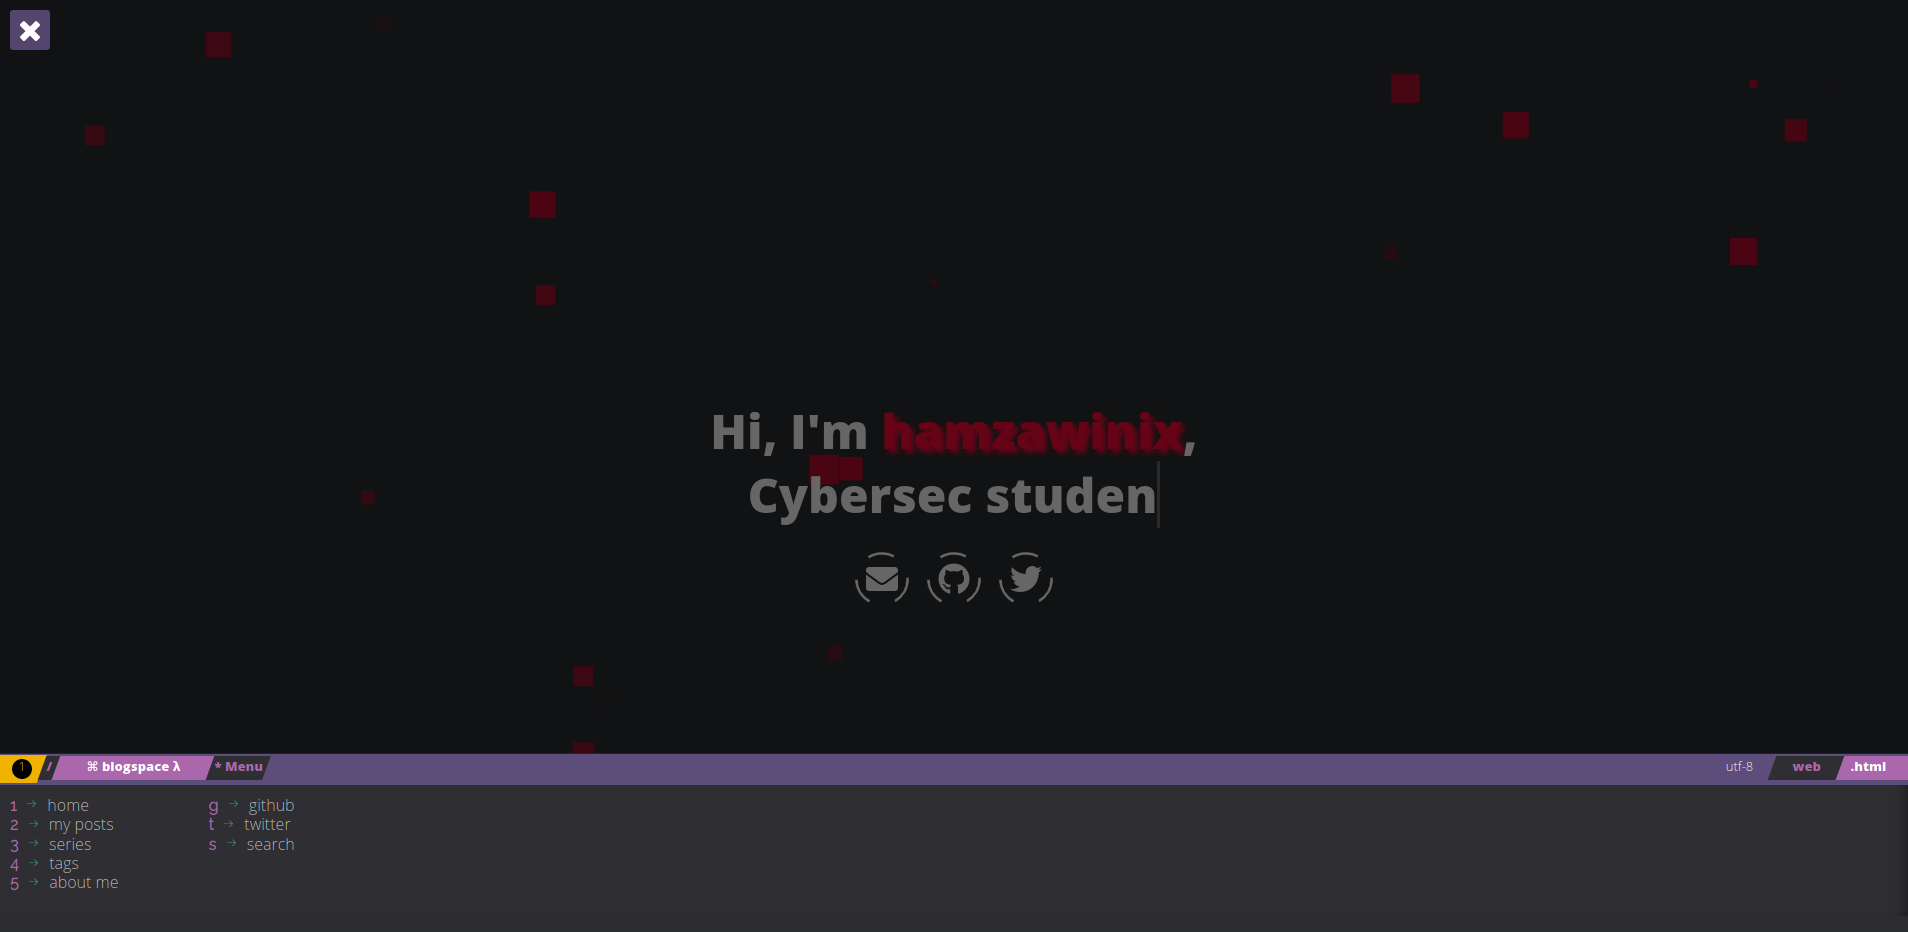 Hi, I'm hamzawinix,
Cybersec studen
1 / ⌘ blogspace λ * Menu utf-8 web .html
1 → home
2 → my posts
3 → series
4 → tags
5 → about me
g → github
t → twitter
s → search